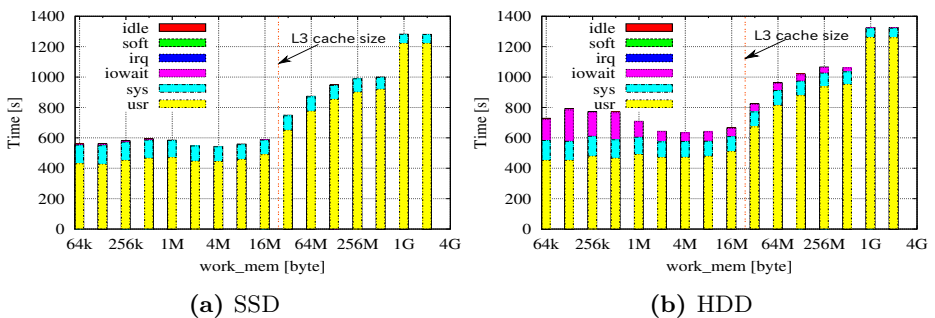 1400
1200
1000
800
600
400
200
0
Time [s]
idle
soft
irq
iowait
sys
usr
L3 cache size
64k 256k 1M 4M 16M 64M 256M 1G 4G
work_mem [byte]
(a) SSD
1400
1200
1000
800
600
400
200
0
Time [s]
idle
soft
irq
iowait
sys
usr
L3 cache size
64k 256k 1M 4M 16M 64M 256M 1G 4G
work_mem [byte]
(b) HDD